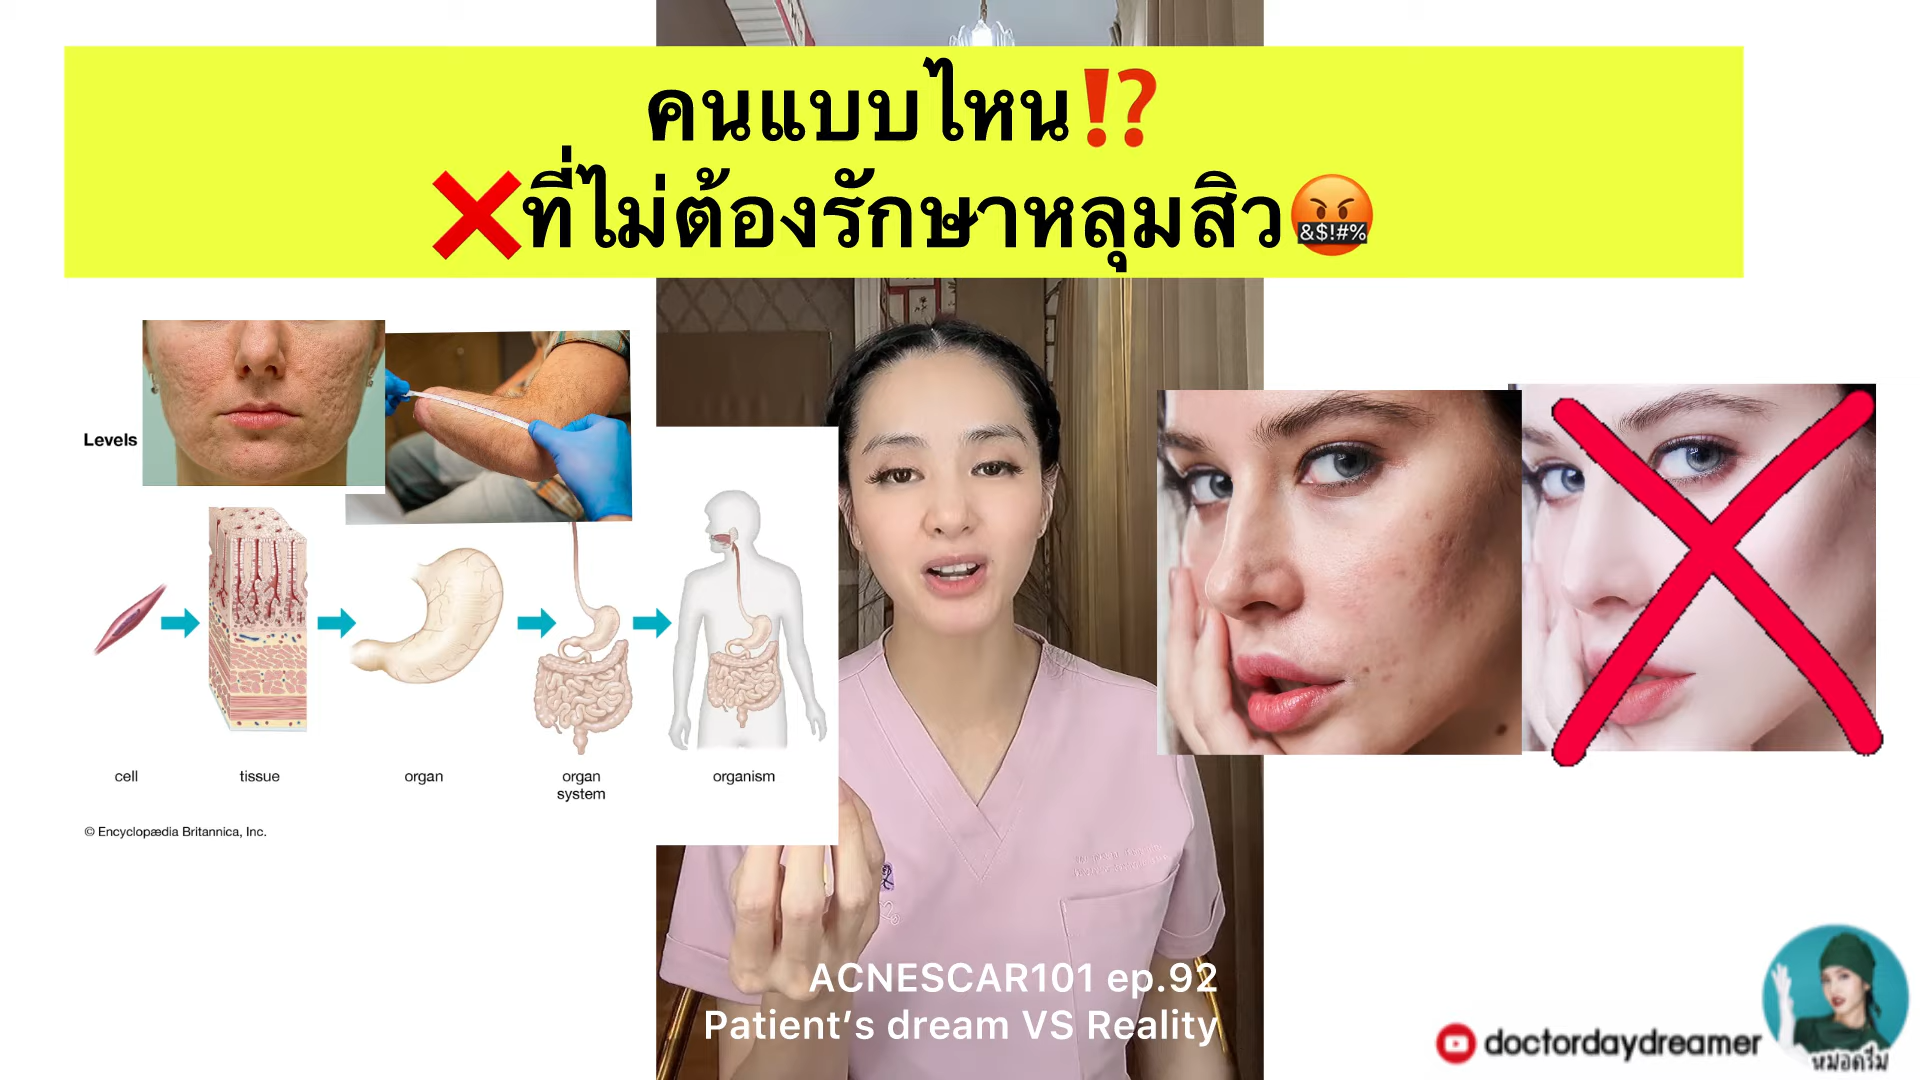 คนแบบไหน⁉️
❌ที่ไม่ต้องรักษาหลุมสิว🤬
&$!#%
Levels
cell
tissue
organ
organ system
organism
© Encyclopædia Britannica, Inc.
ACNESCAR101 ep.92
Patient’s dream VS Reality
doctordaydreamer
หมอดรีม